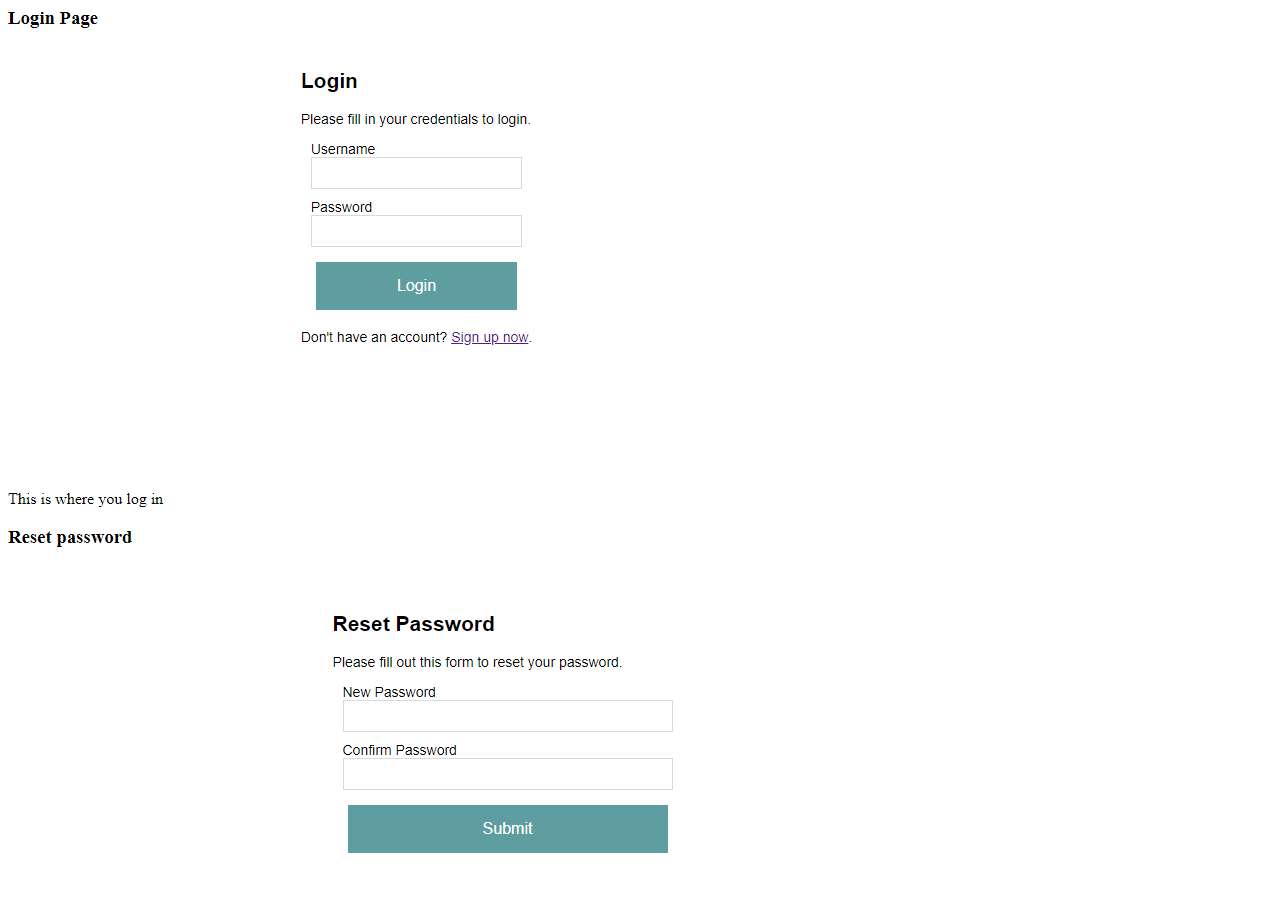 Login Page
Login
Please fill in your credentials to login.
Username
Password
Login
Don't have an account? Sign up now.
This is where you log in
Reset password
Reset Password
Please fill out this form to reset your password.
New Password
Confirm Password
Submit